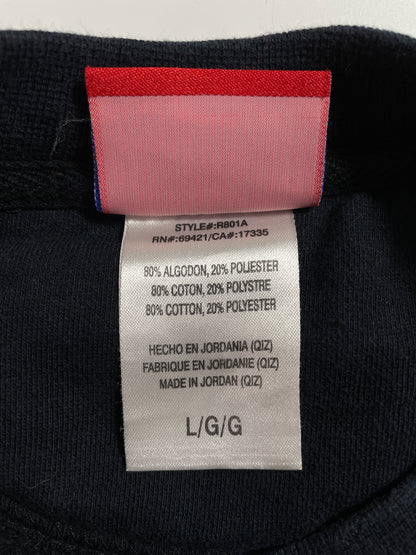 STYLE#:R801A
RN#:69421/CA#:17335
80% ALGODON, 20% POLIESTER
80% COTON, 20% POLYSTRE
80% COTTON, 20% POLYESTER
HECHO EN JORDANIA (QIZ)
FABRIQUE EN JORDANIE (QIZ)
MADE IN JORDAN (QIZ)
L/G/G